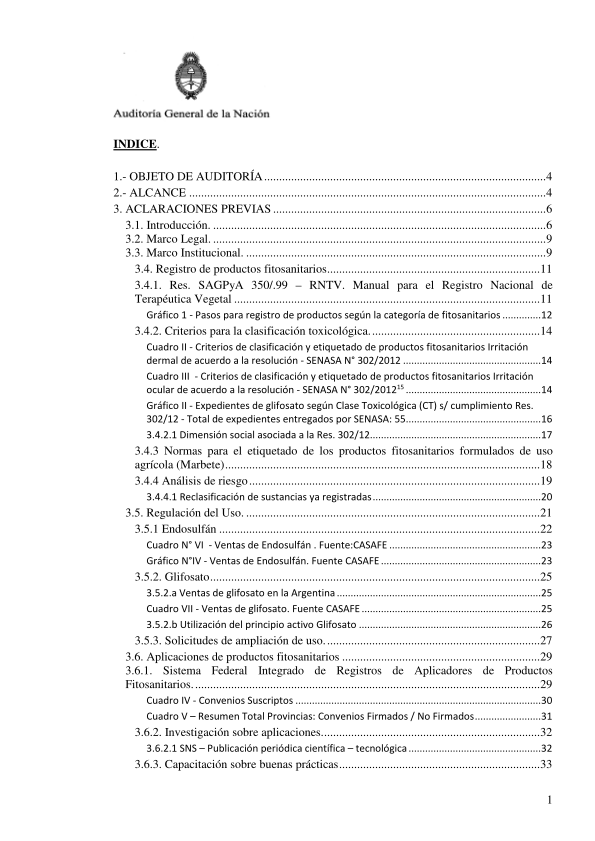 Auditoría General de la Nación
INDICE.
1.- OBJETO DE AUDITORÍA ... 4
2.- ALCANCE ... 4
3. ACLARACIONES PREVIAS ... 6
3.1. Introducción. ... 6
3.2. Marco Legal. ... 9
3.3. Marco Institucional. ... 9
3.4. Registro de productos fitosanitarios ... 11
3.4.1. Res. SAGPyA 350/.99 – RNTV. Manual para el Registro Nacional de
Terapéutica Vegetal ... 11
Gráfico 1 - Pasos para registro de productos según la categoría de fitosanitarios ... 12
3.4.2. Criterios para la clasificación toxicológica. ... 14
Cuadro II - Criterios de clasificación y etiquetado de productos fitosanitarios Irritación
dermal de acuerdo a la resolución - SENASA N° 302/2012 ... 14
Cuadro III - Criterios de clasificación y etiquetado de productos fitosanitarios Irritación
ocular de acuerdo a la resolución - SENASA N° 302/2012¹⁵ ... 14
Gráfico II - Expedientes de glifosato según Clase Toxicológica (CT) s/ cumplimiento Res.
302/12 - Total de expedientes entregados por SENASA: 55 ... 16
3.4.2.1 Dimensión social asociada a la Res. 302/12 ... 17
3.4.3 Normas para el etiquetado de los productos fitosanitarios formulados de uso
agrícola (Marbete) ... 18
3.4.4 Análisis de riesgo ... 19
3.4.4.1 Reclasificación de sustancias ya registradas ... 20
3.5. Regulación del Uso. ... 21
3.5.1 Endosulfán ... 22
Cuadro N° VI - Ventas de Endosulfán . Fuente:CASAFE ... 23
Gráfico N°IV - Ventas de Endosulfán. Fuente CASAFE ... 23
3.5.2. Glifosato ... 25
3.5.2.a Ventas de glifosato en la Argentina ... 25
Cuadro VII - Ventas de glifosato. Fuente CASAFE ... 25
3.5.2.b Utilización del principio activo Glifosato ... 26
3.5.3. Solicitudes de ampliación de uso. ... 27
3.6. Aplicaciones de productos fitosanitarios ... 29
3.6.1. Sistema Federal Integrado de Registros de Aplicadores de Productos
Fitosanitarios. ... 29
Cuadro IV - Convenios Suscriptos ... 30
Cuadro V – Resumen Total Provincias: Convenios Firmados / No Firmados ... 31
3.6.2. Investigación sobre aplicaciones. ... 32
3.6.2.1 SNS – Publicación periódica científica – tecnológica ... 32
3.6.3. Capacitación sobre buenas prácticas ... 33
1